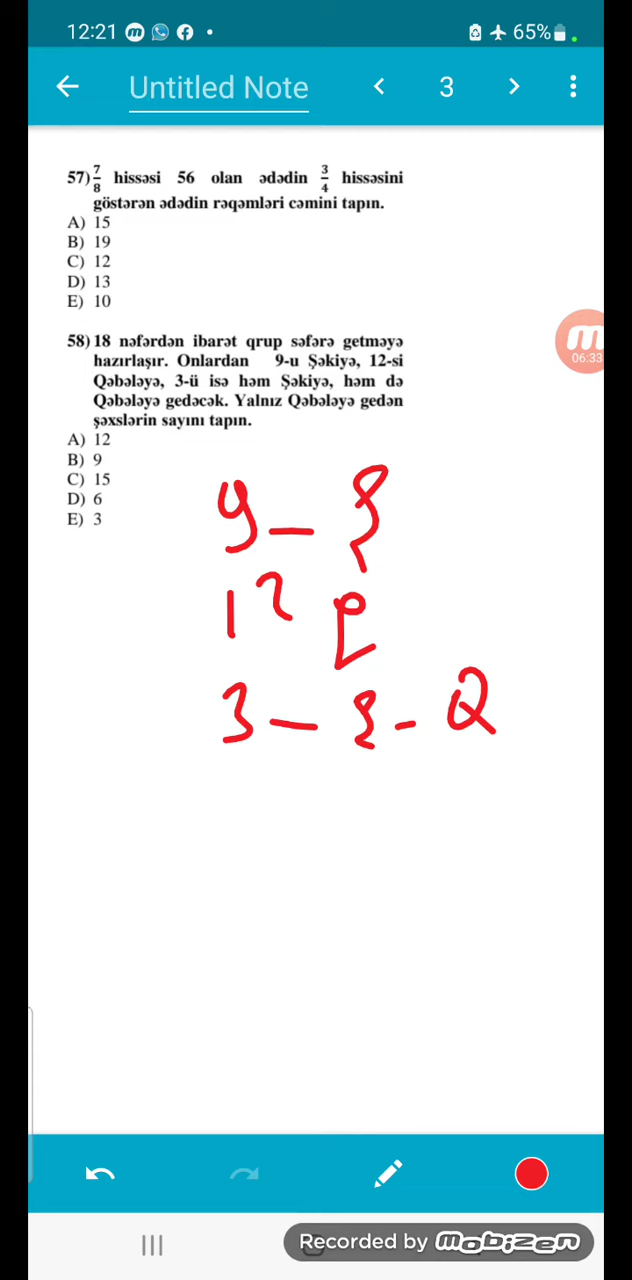 12:21
65%
Untitled Note
< 3 >
57) 7/8 hissəsi 56 olan ədədin 3/4 hissəsini
göstərən ədədin rəqəmləri cəmini tapın.
A) 15
B) 19
C) 12
D) 13
E) 10
58) 18 nəfərdən ibarət qrup səfərə getməyə
hazırlaşır. Onlardan 9-u Şəkiyə, 12-si
Qəbələyə, 3-ü isə həm Şəkiyə, həm də
Qəbələyə gedəcək. Yalnız Qəbələyə gedən
şəxslərin sayını tapın.
A) 12
B) 9
C) 15
D) 6
E) 3
06:33
9 – Ş
12 Q
3 – Ş - Q
Recorded by mobizen